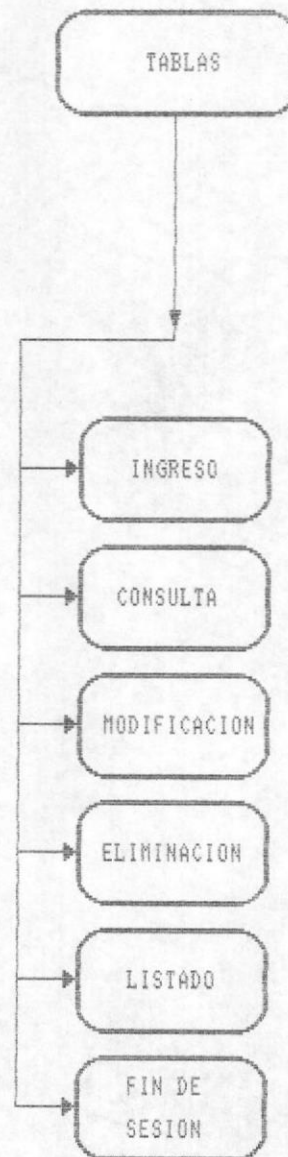 TABLAS
INGRESO
CONSULTA
MODIFICACION
ELIMINACION
LISTADO
FIN DE
SESION